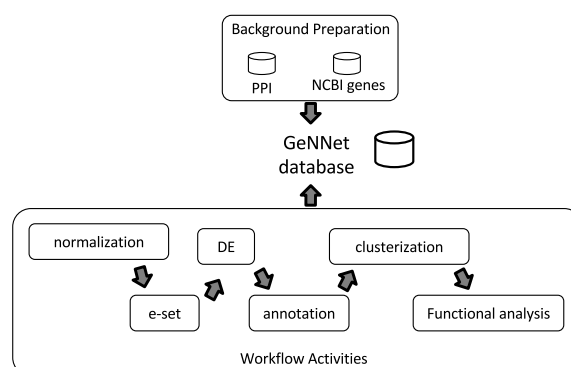 Background Preparation
PPI
NCBI genes
GeNNet
database
normalization
DE
clusterization
e-set
annotation
Functional analysis
Workflow Activities